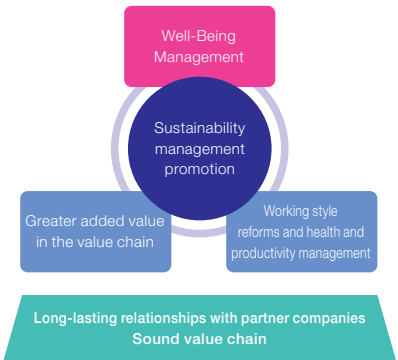 Well-Being
Management
Sustainability
management
promotion
Greater added value
in the value chain
Working style
reforms and health and
productivity management
Long-lasting relationships with partner companies
Sound value chain